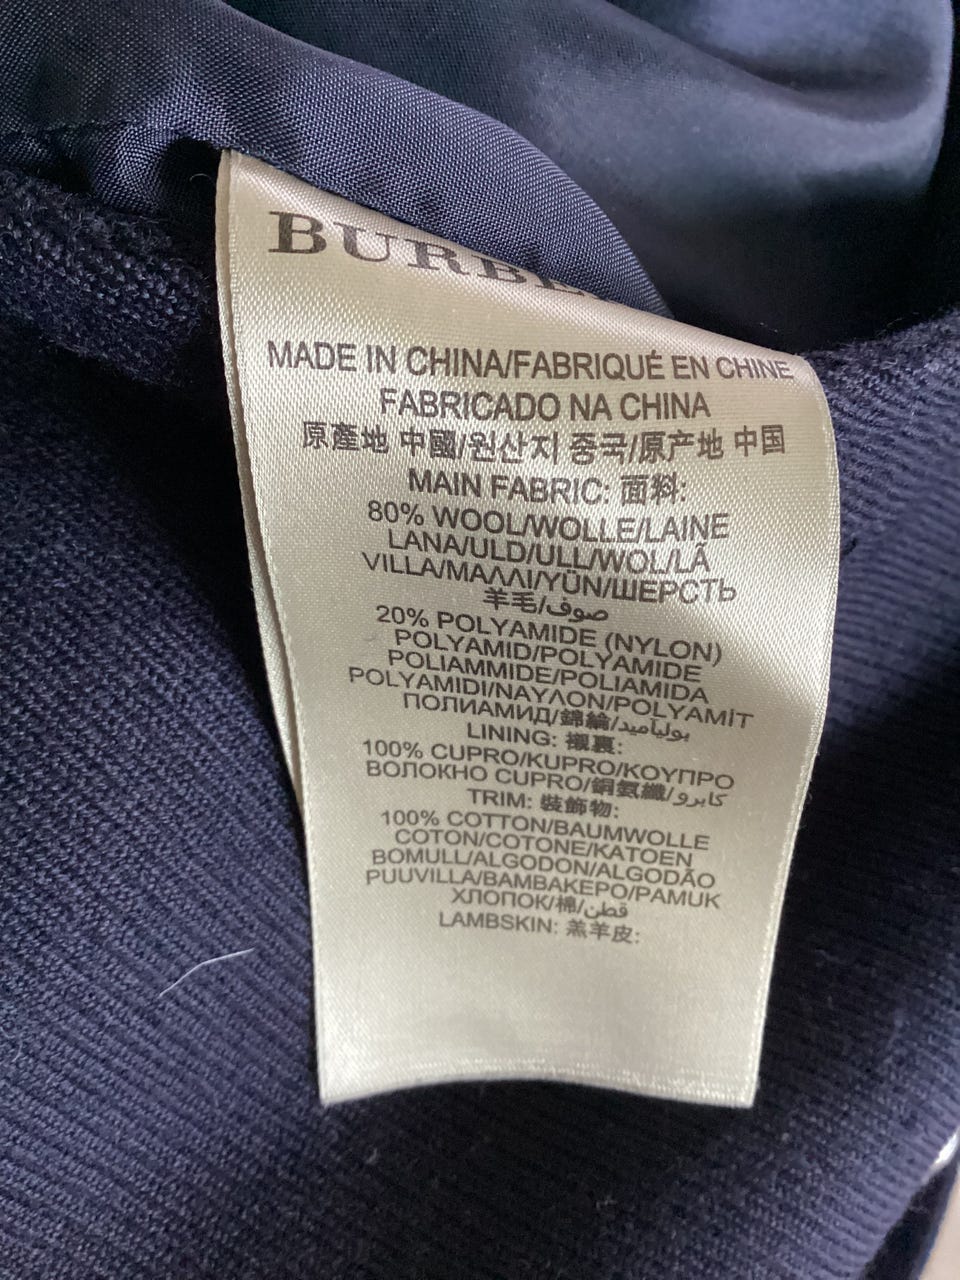 BURBE
MADE IN CHINA/FABRIQUÉ EN CHINE
FABRICADO NA CHINA
原產地 中國/원산지 중국/原产地 中国
MAIN FABRIC: 面料:
80% WOOL/WOLLE/LAINE
LANA/ULD/ULL/WOL/LÃ
VILLA/ΜΑΛΛΙ/YÜN/ШЕРСТЬ
羊毛/صوف
20% POLYAMIDE (NYLON)
POLYAMID/POLYAMIDE
POLIAMMIDE/POLIAMIDA
POLYAMIDI/ΝΑΥΛΟΝ/POLYAMİT
ПОЛИАМИД/錦綸/بولیامید
LINING: 襯裏:
100% CUPRO/KUPRO/ΚΟΥΠΡΟ
ВОЛОКНО CUPRO/銅氨纖/كابرو
TRIM: 裝飾物:
100% COTTON/BAUMWOLLE
COTON/COTONE/KATOEN
BOMULL/ALGODON/ALGODÃO
PUUVILLA/ΒΑΜΒΑΚΕΡΟ/PAMUK
ХЛОПОК/棉/قطن
LAMBSKIN: 羔羊皮: